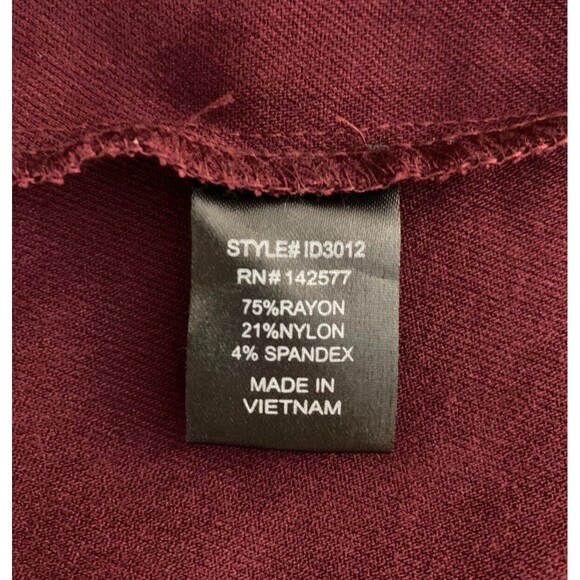 STYLE# ID3012
RN# 142577
75%RAYON
21%NYLON
4% SPANDEX
MADE IN
VIETNAM